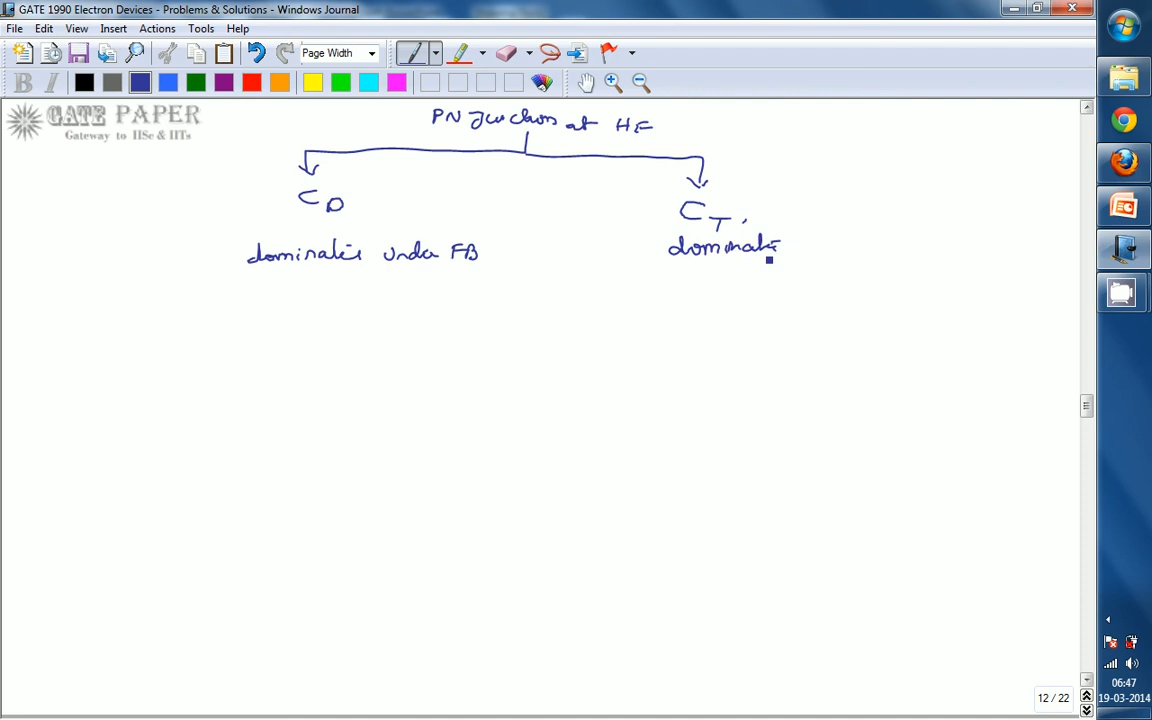 GATE 1990 Electron Devices - Problems & Solutions - Windows Journal
File Edit View Insert Actions Tools Help
Page Width
B I
GATE PAPER
Gateway to IISc & IITs
PN Junction at HF
C_D
C_T
dominates under FB
dominate
12 / 22
06:47
19-03-2014